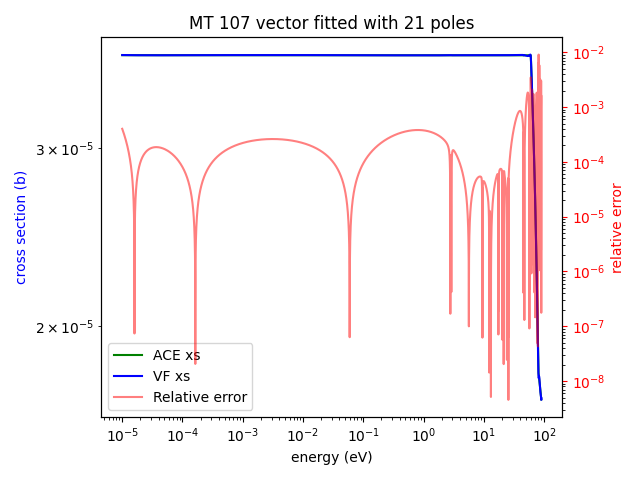 MT 107 vector fitted with 21 poles
cross section (b)
3 × 10⁻⁵
2 × 10⁻⁵
10⁻²
10⁻³
10⁻⁴
10⁻⁵
10⁻⁶
10⁻⁷
10⁻⁸
relative error
ACE xs
VF xs
Relative error
10⁻⁵ 10⁻⁴ 10⁻³ 10⁻² 10⁻¹ 10⁰ 10¹ 10²
energy (eV)